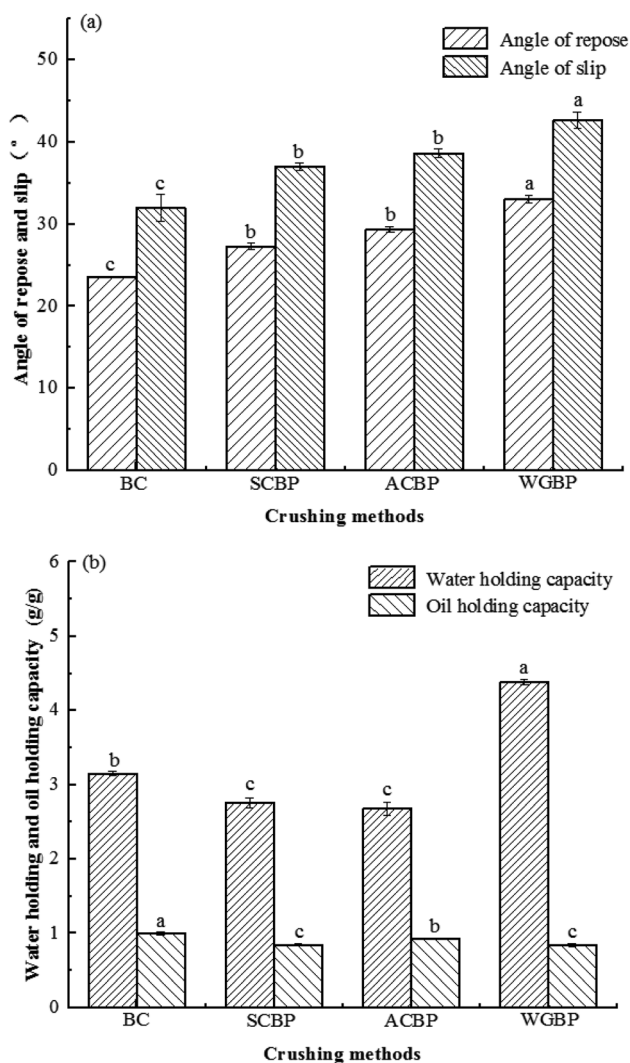 (a)
Angle of repose
Angle of slip
Angle of repose and slip (°)
50
40
30
20
10
0
c
c
b
b
b
b
a
a
BC
SCBP
ACBP
WGBP
Crushing methods
(b)
Water holding capacity
Oil holding capacity
Water holding and oil holding capacity (g/g)
6
5
4
3
2
1
0
b
a
c
c
c
b
a
c
BC
SCBP
ACBP
WGBP
Crushing methods